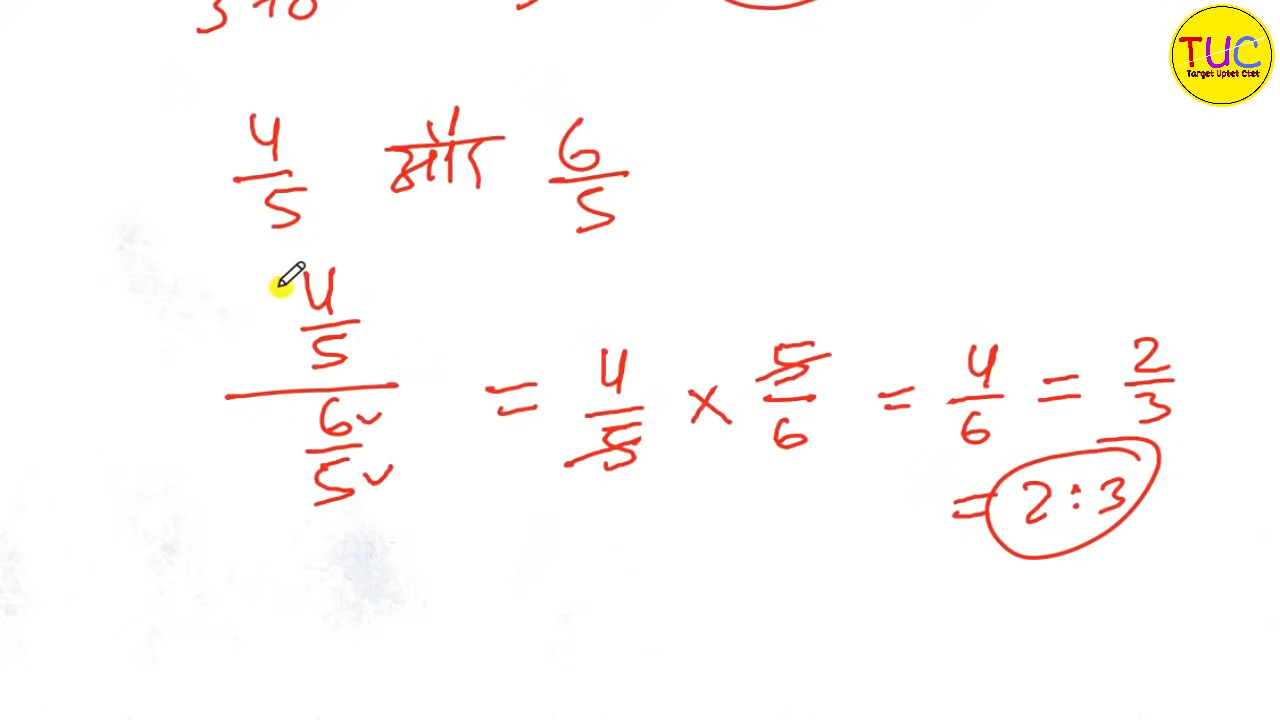 TUC
Target Uptet Ctet
4/5 और 6/5
(4/5)/(6/5) = 4/5 × 5/6 = 4/6 = 2/3
= 2:3